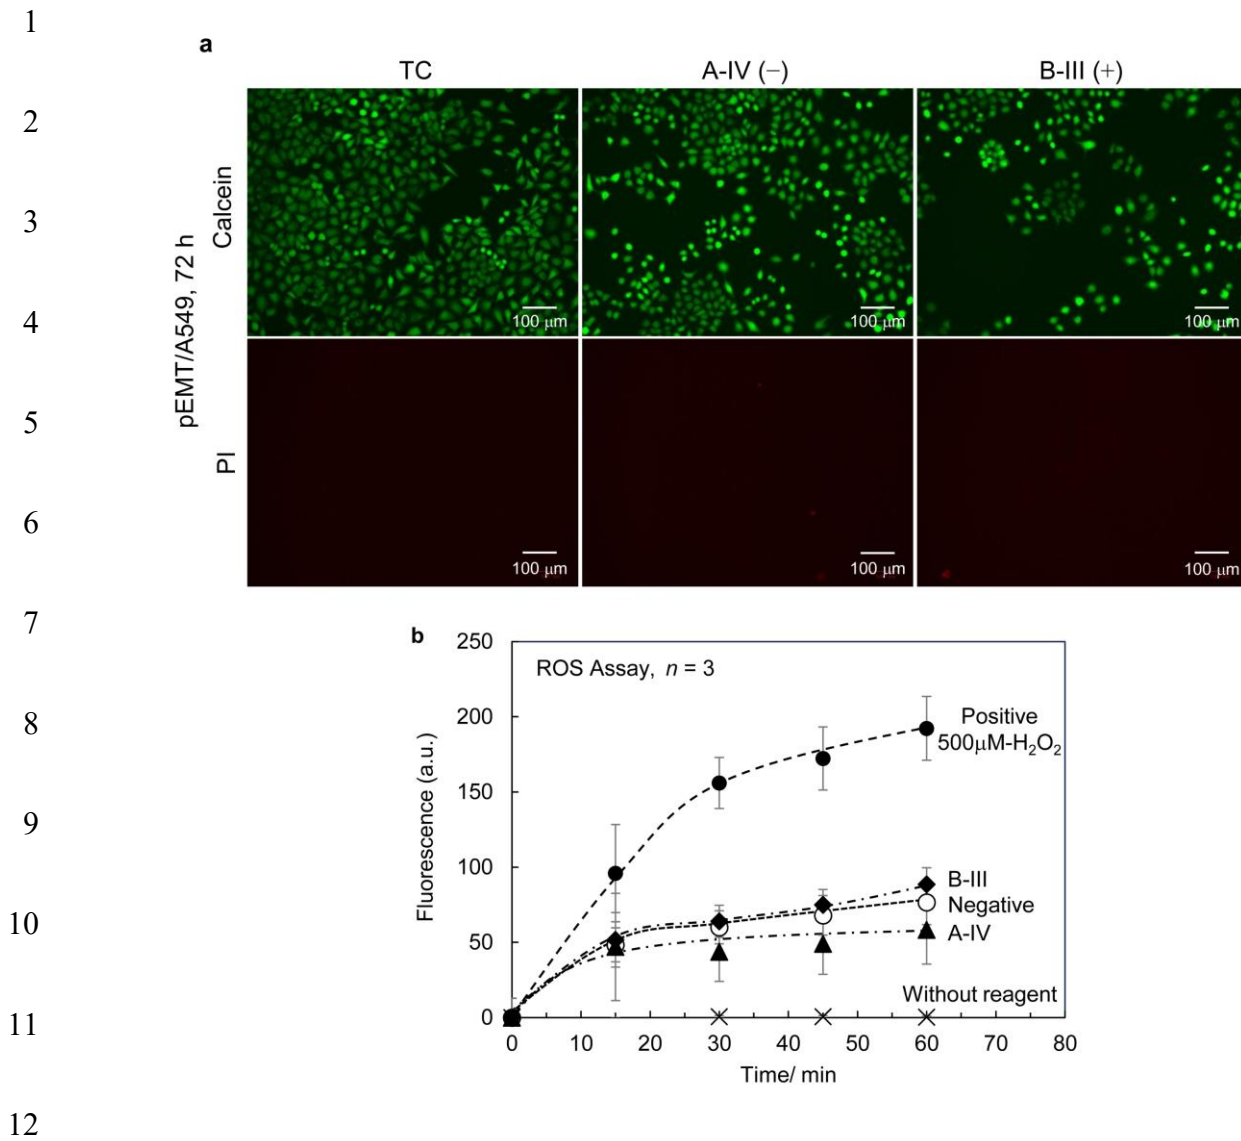 1
a
TC A-IV (−) B-III (+)
2
3
Calcein
pEMT/A549, 72 h
4
100 μm 100 μm 100 μm
5
PI
6
100 μm 100 μm 100 μm
7
b
250
ROS Assay, n = 3
8
200
Positive
500μM-H₂O₂
150
9
Fluorescence (a.u.)
100
B-III
Negative
10
50
A-IV
Without reagent
11
0
0 10 20 30 40 50 60 70 80
Time/ min
12